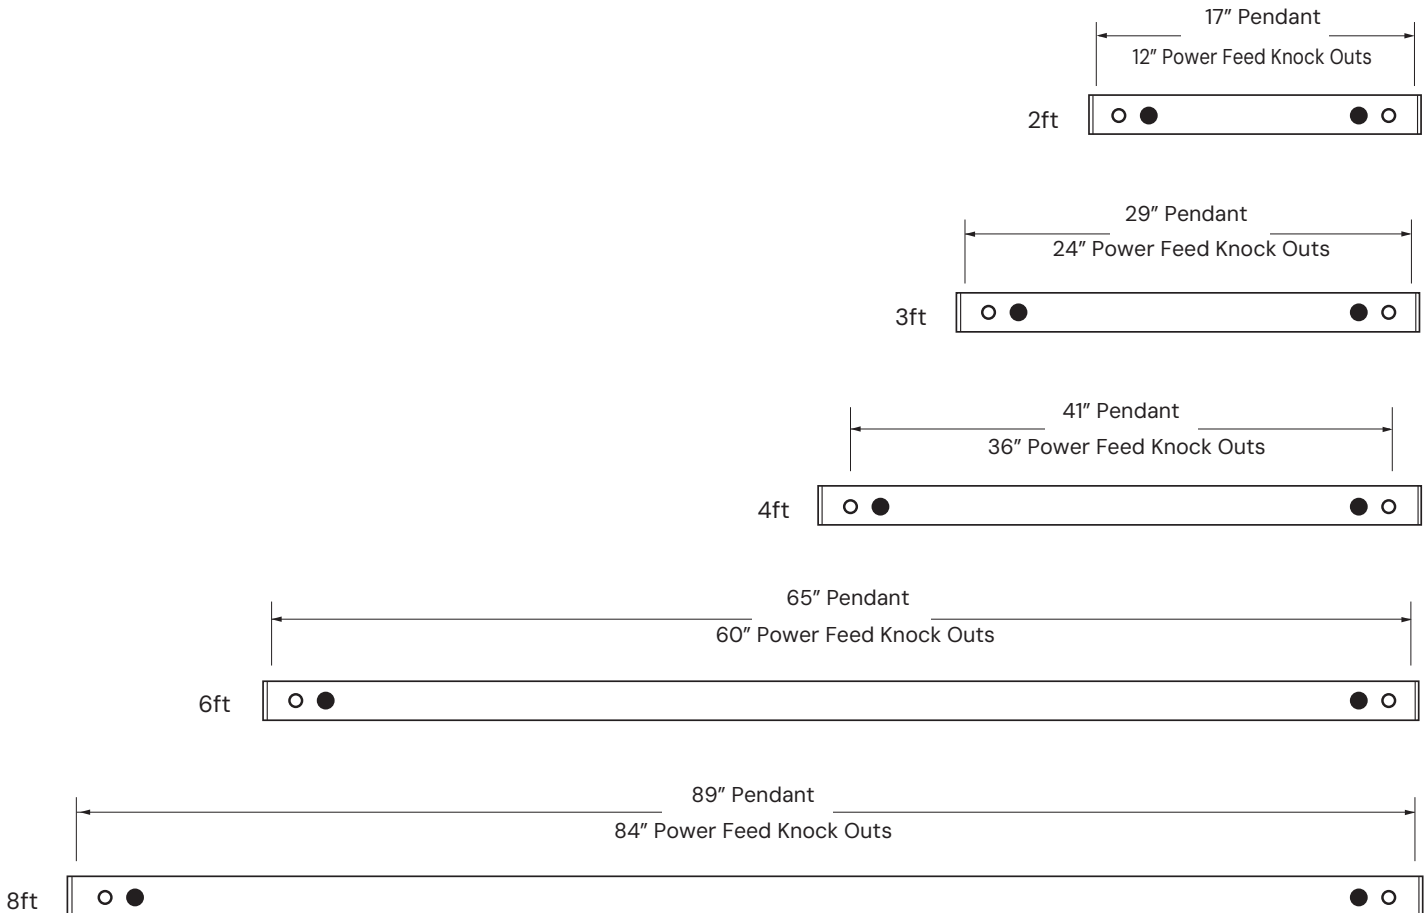 17” Pendant
12” Power Feed Knock Outs
2ft
29” Pendant
24” Power Feed Knock Outs
3ft
41” Pendant
36” Power Feed Knock Outs
4ft
65” Pendant
60” Power Feed Knock Outs
6ft
89” Pendant
84” Power Feed Knock Outs
8ft